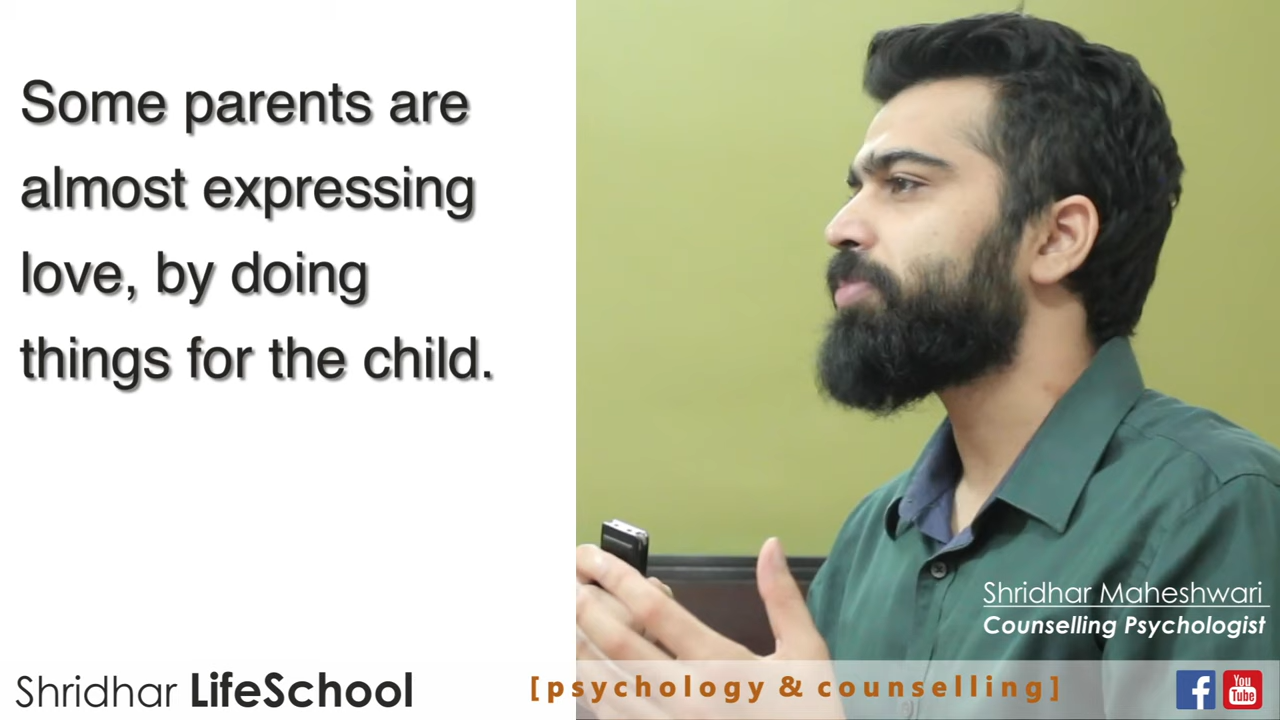 Some parents are
almost expressing
love, by doing
things for the child.
Shridhar Maheshwari
Counselling Psychologist
Shridhar LifeSchool
[psychology & counselling]
f
You
Tube